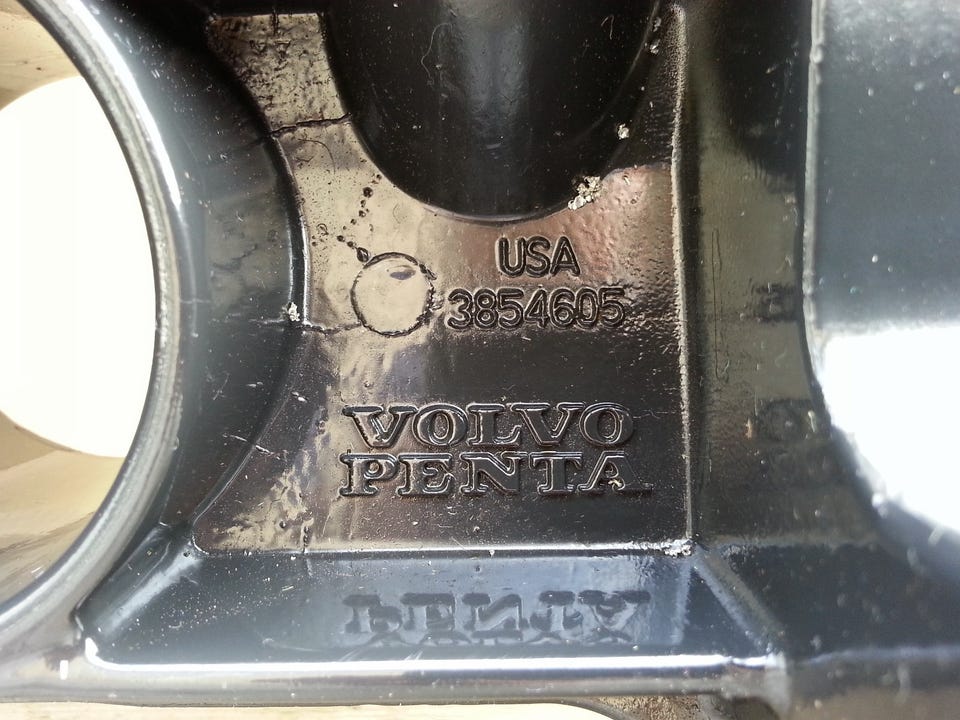 USA
3854605
VOLVO
PENTA